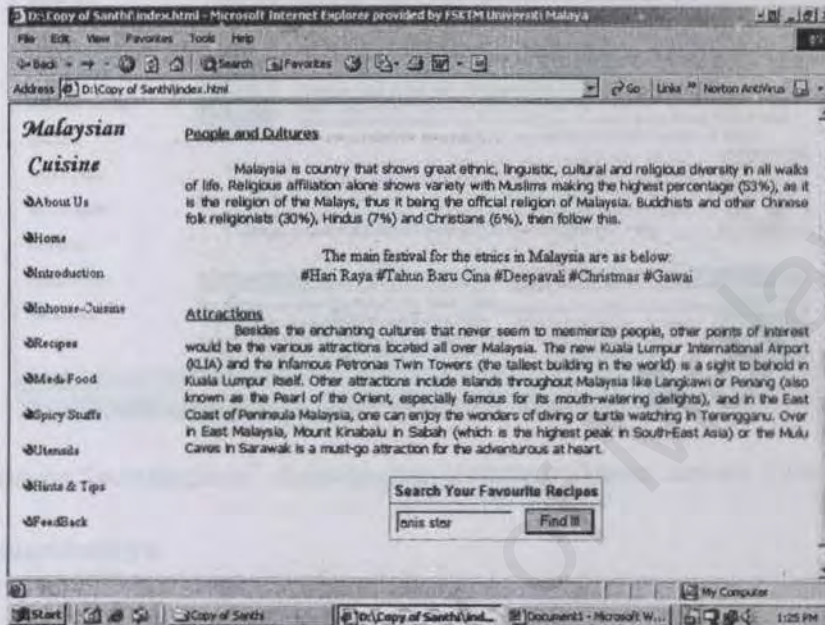 D:\Copy of Santhi\index.html - Microsoft Internet Explorer provided by FSKTM Universiti Malaya
File Edit View Favorites Tools Help
Back Search Favorites
Address D:\Copy of Santhi\index.html Go Links » Norton AntiVirus
Malaysian
Cuisine
About Us
Home
Introduction
Inhouse-Cuisine
Recipes
Meds Food
Spicy Stuffs
Utensils
Hints & Tips
FeedBack
People and Cultures
Malaysia is country that shows great ethnic, linguistic, cultural and religious diversity in all walks
of life. Religious affiliation alone shows variety with Muslims making the highest percentage (53%), as it
is the religion of the Malays, thus it being the official religion of Malaysia. Buddhists and other Chinese
folk religionists (30%), Hindus (7%) and Christians (6%), then follow this.
The main festival for the etnics in Malaysia are as below:
#Hari Raya #Tahun Baru Cina #Deepavali #Christmas #Gawai
Attractions
Besides the enchanting cultures that never seem to mesmerize people, other points of interest
would be the various attractions located all over Malaysia. The new Kuala Lumpur International Airport
(KLIA) and the infamous Petronas Twin Towers (the tallest building in the world) is a sight to behold in
Kuala Lumpur itself. Other attractions include islands throughout Malaysia like Langkawi or Penang (also
known as the Pearl of the Orient, especially famous for its mouth-watering delights), and in the East
Coast of Peninsula Malaysia, one can enjoy the wonders of diving or turtle watching in Terengganu. Over
in East Malaysia, Mount Kinabalu in Sabah (which is the highest peak in South-East Asia) or the Mulu
Caves in Sarawak is a must-go attraction for the adventurous at heart.
Search Your Favourite Recipes
anis star Find It!
My Computer
Start Copy of Santhi D:\Copy of Santhi\ind... Document1 - Microsoft W... 1:25 PM